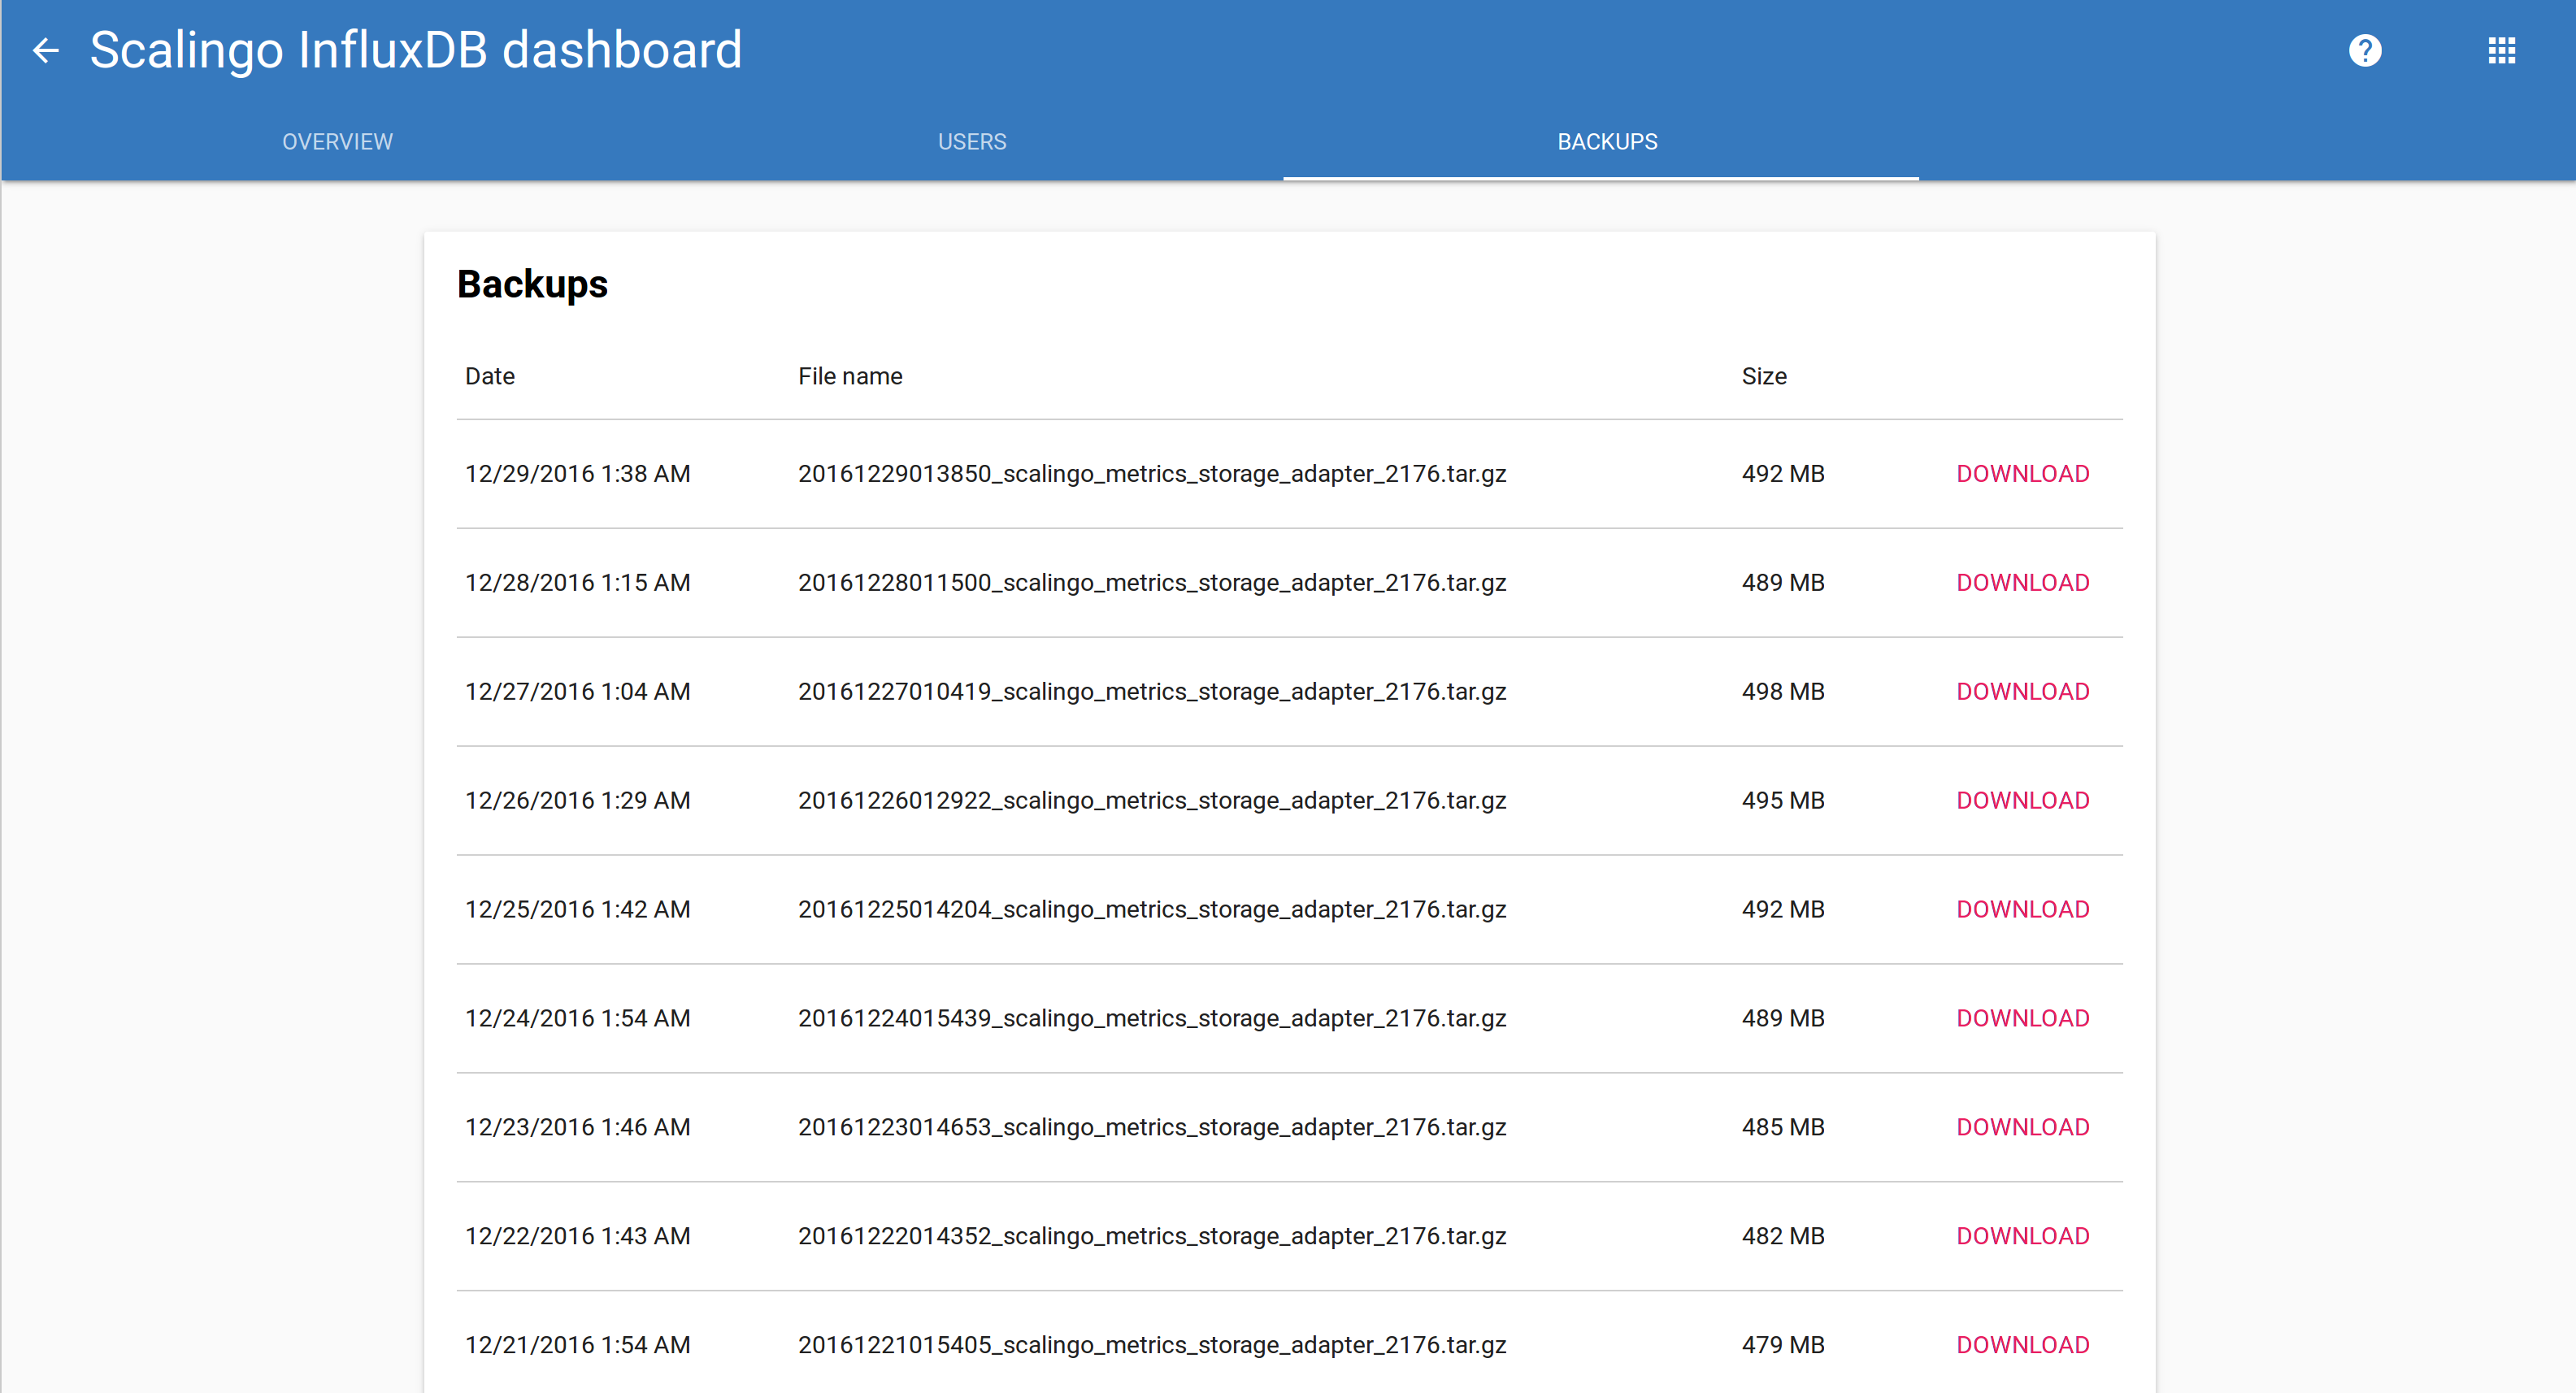 Scalingo InfluxDB dashboard
OVERVIEW USERS BACKUPS
Backups
Date File name Size
12/29/2016 1:38 AM 20161229013850_scalingo_metrics_storage_adapter_2176.tar.gz 492 MB DOWNLOAD
12/28/2016 1:15 AM 20161228011500_scalingo_metrics_storage_adapter_2176.tar.gz 489 MB DOWNLOAD
12/27/2016 1:04 AM 20161227010419_scalingo_metrics_storage_adapter_2176.tar.gz 498 MB DOWNLOAD
12/26/2016 1:29 AM 20161226012922_scalingo_metrics_storage_adapter_2176.tar.gz 495 MB DOWNLOAD
12/25/2016 1:42 AM 20161225014204_scalingo_metrics_storage_adapter_2176.tar.gz 492 MB DOWNLOAD
12/24/2016 1:54 AM 20161224015439_scalingo_metrics_storage_adapter_2176.tar.gz 489 MB DOWNLOAD
12/23/2016 1:46 AM 20161223014653_scalingo_metrics_storage_adapter_2176.tar.gz 485 MB DOWNLOAD
12/22/2016 1:43 AM 20161222014352_scalingo_metrics_storage_adapter_2176.tar.gz 482 MB DOWNLOAD
12/21/2016 1:54 AM 20161221015405_scalingo_metrics_storage_adapter_2176.tar.gz 479 MB DOWNLOAD